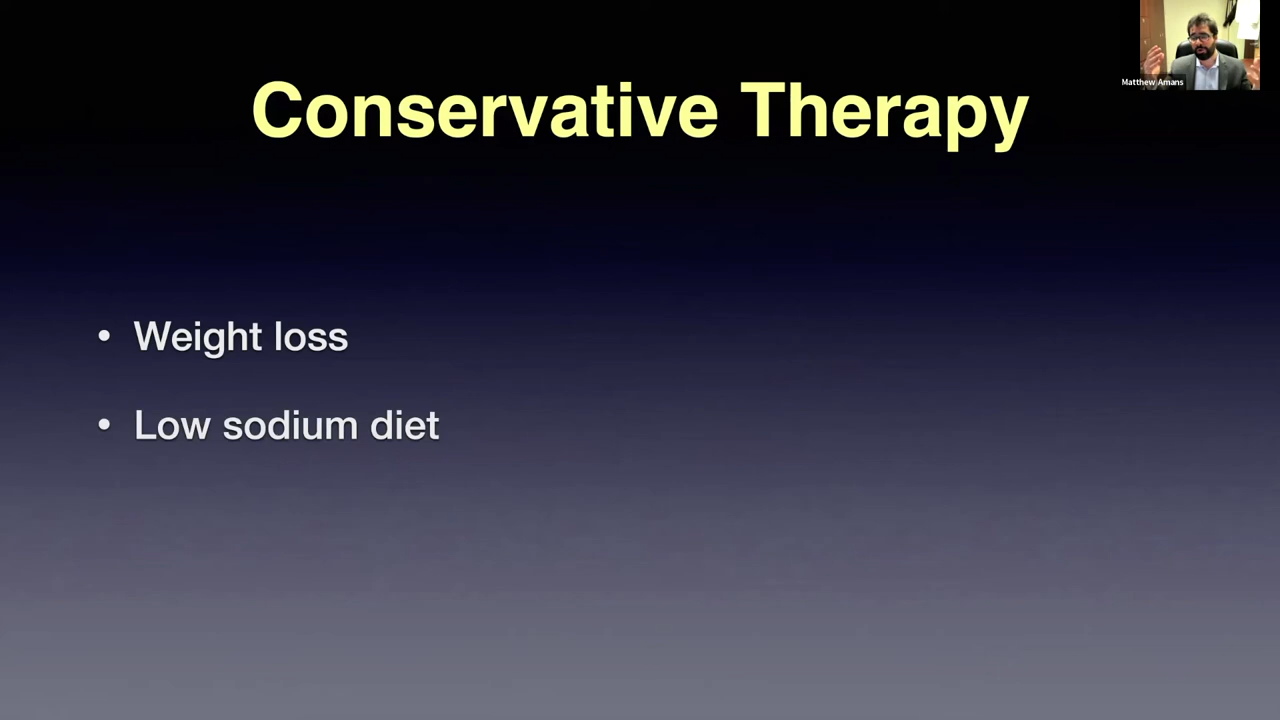 Matthew Amans
Conservative Therapy
• Weight loss
• Low sodium diet